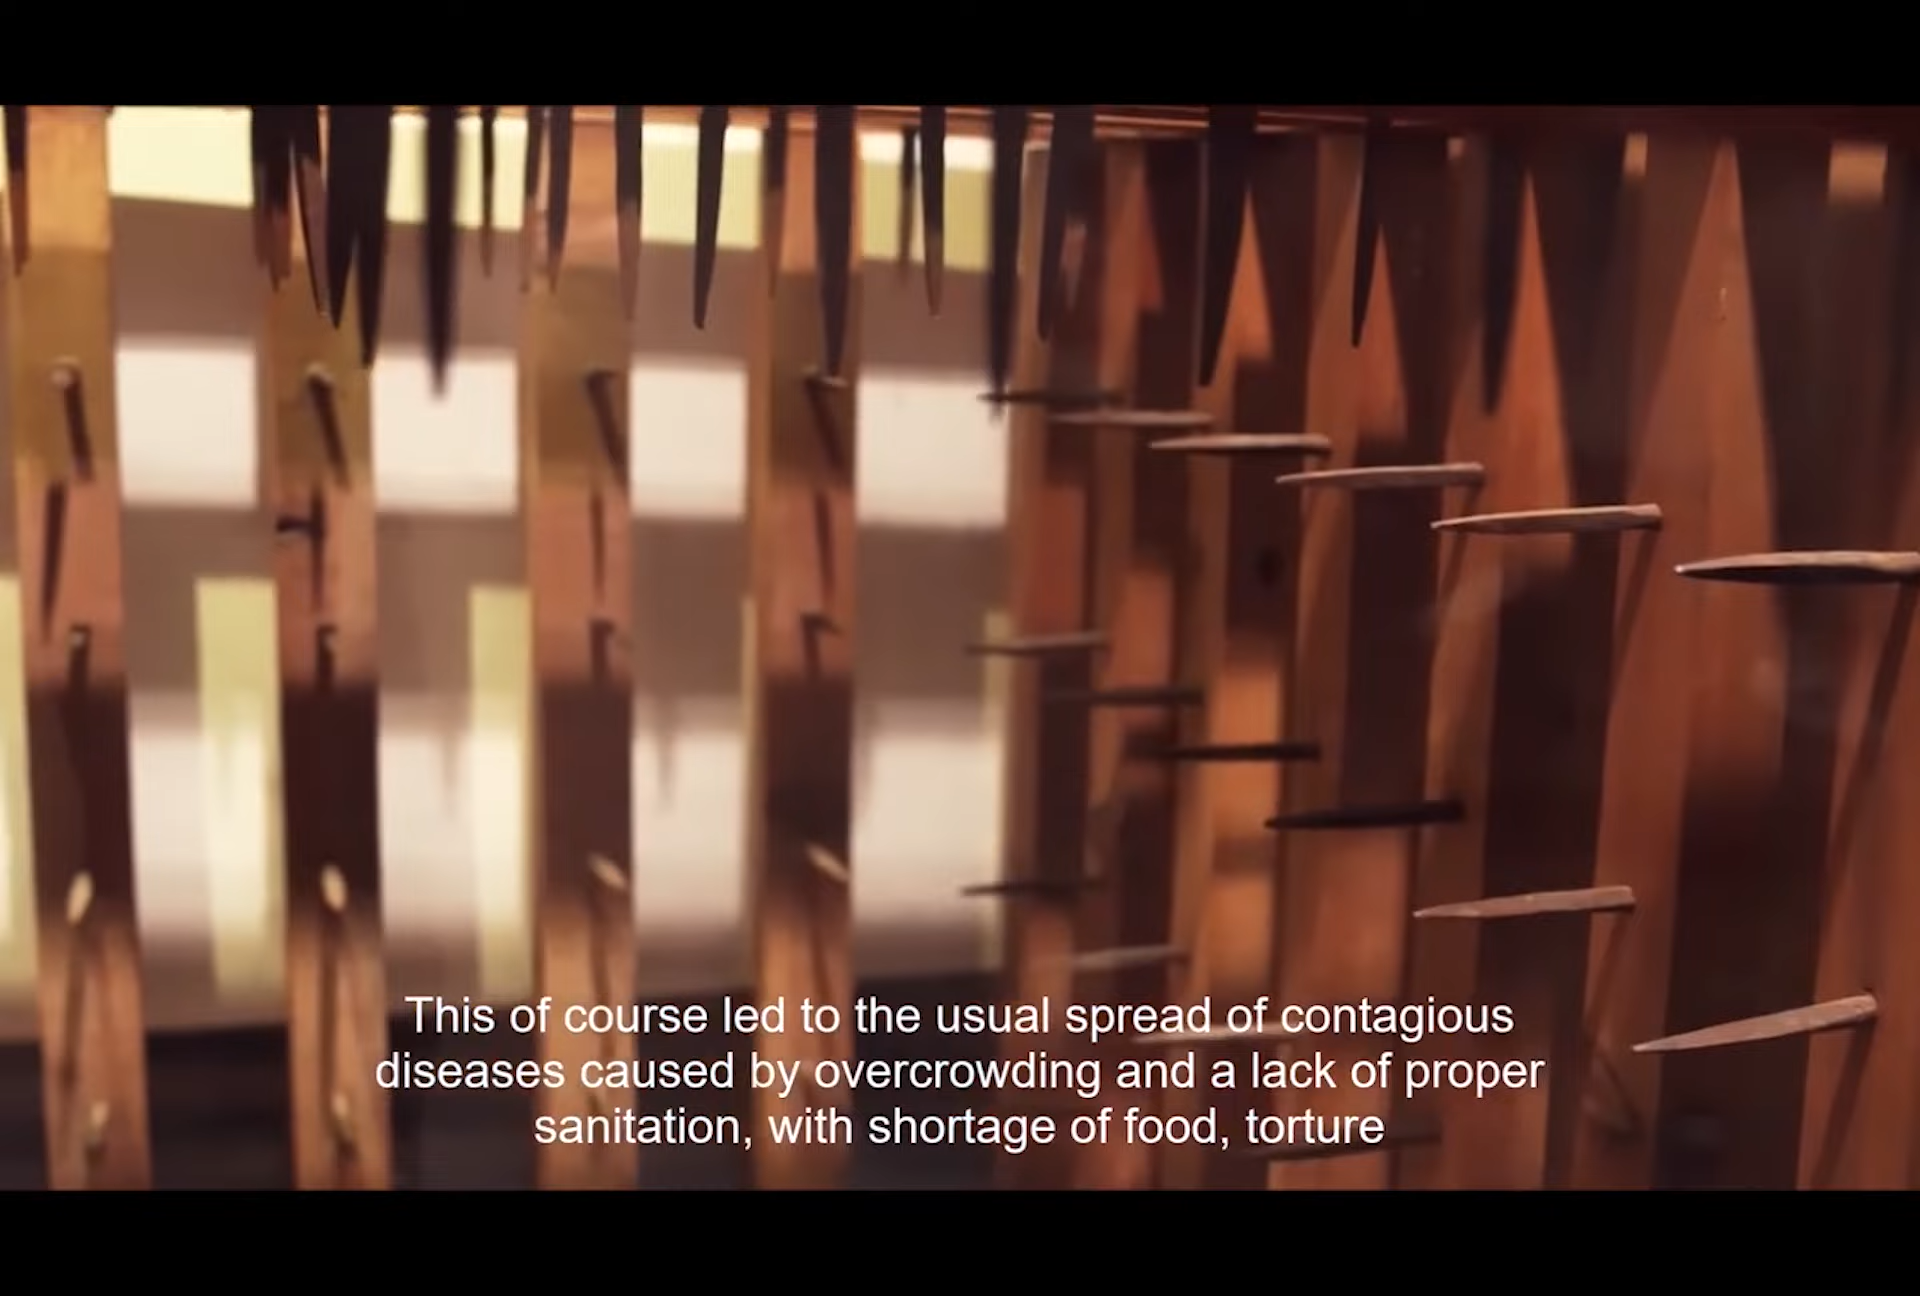 This of course led to the usual spread of contagious
diseases caused by overcrowding and a lack of proper
sanitation, with shortage of food, torture